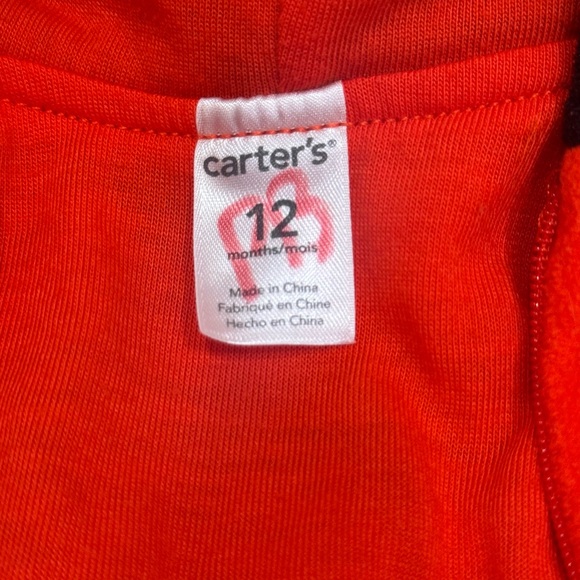 carter's®
12
months/mois
Made in China
Fabriqué en Chine
Hecho en China